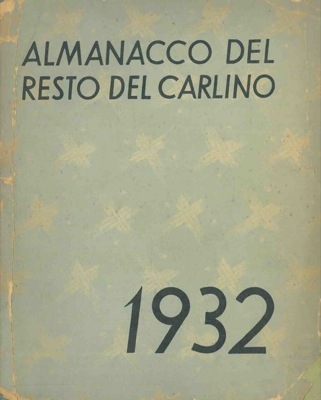 ALMANACCO DEL
RESTO DEL CARLINO
1932